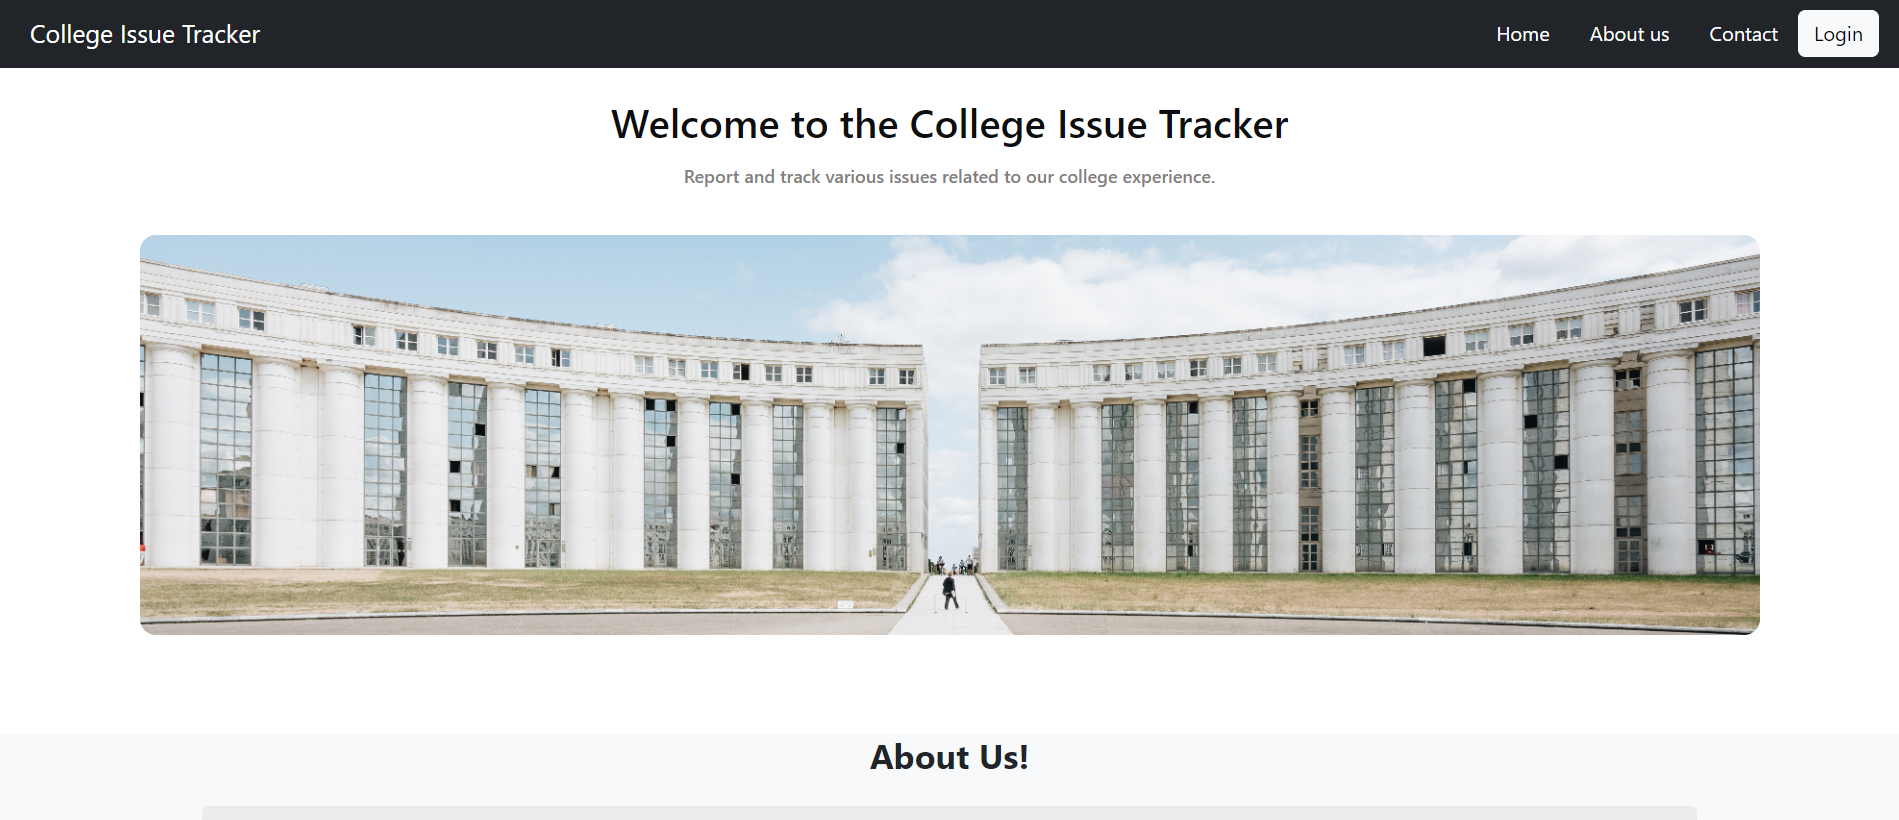 College Issue Tracker
Home About us Contact Login
Welcome to the College Issue Tracker
Report and track various issues related to our college experience.
About Us!